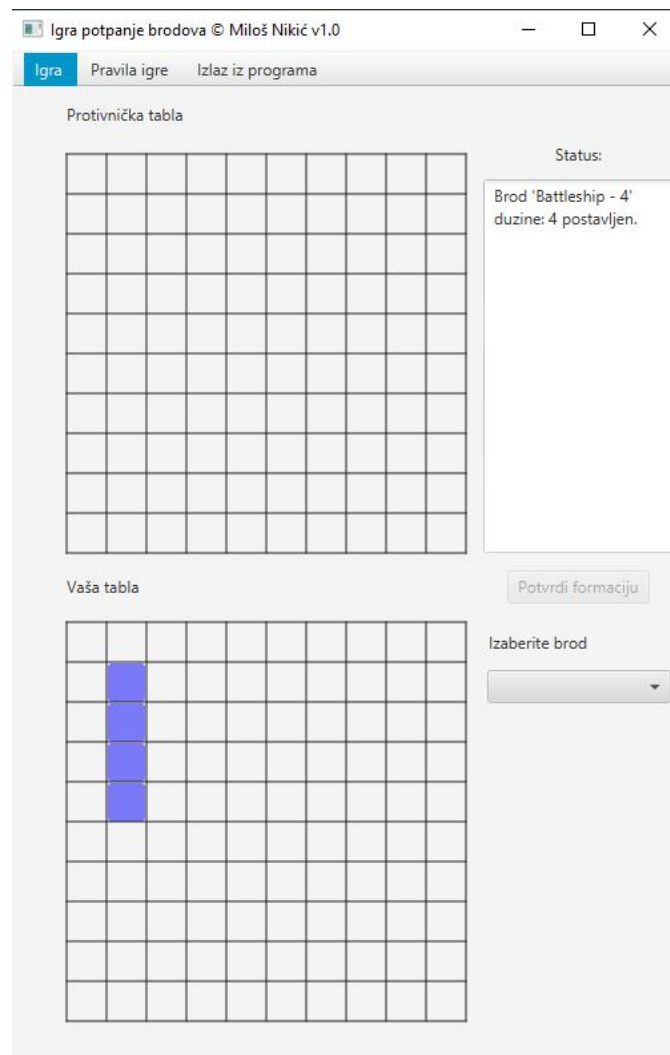 Igra potpanje brodova © Miloš Nikić v1.0
Igra Pravila igre Izlaz iz programa
Protivnička tabla
Status:
Brod 'Battleship - 4'
duzine: 4 postavljen.
Vaša tabla
Potvrdi formaciju
Izaberite brod